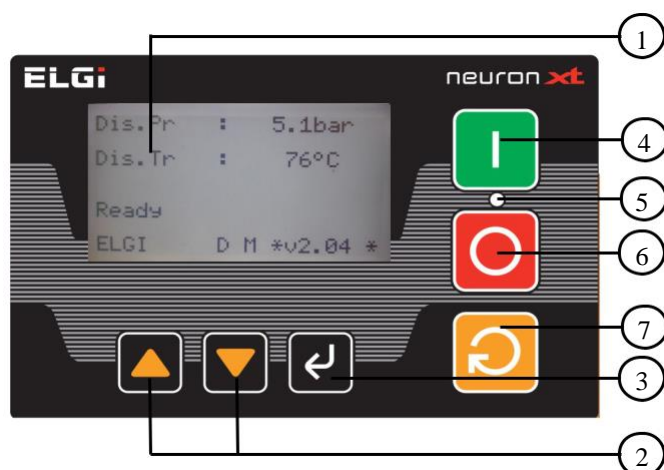 1
ELGi
neuron xt
Dis.Pr : 5.1bar
Dis.Tr : 76°C
4
5
Ready
ELGI D M *v2.04 *
6
7
3
2